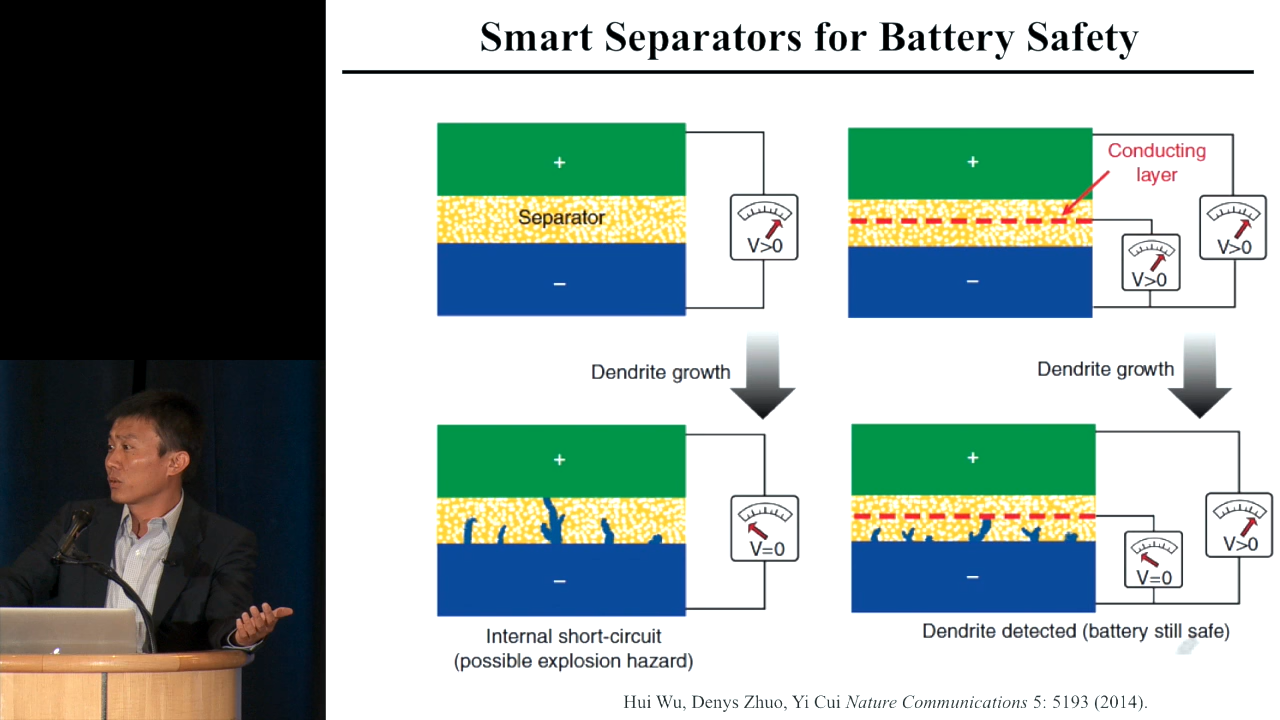 Smart Separators for Battery Safety
+
Separator
−
V>0
Dendrite growth
+
−
V=0
Internal short-circuit
(possible explosion hazard)
+
−
Conducting
layer
V>0
V>0
Dendrite growth
+
−
V=0
V>0
Dendrite detected (battery still safe)
Hui Wu, Denys Zhuo, Yi Cui Nature Communications 5: 5193 (2014).